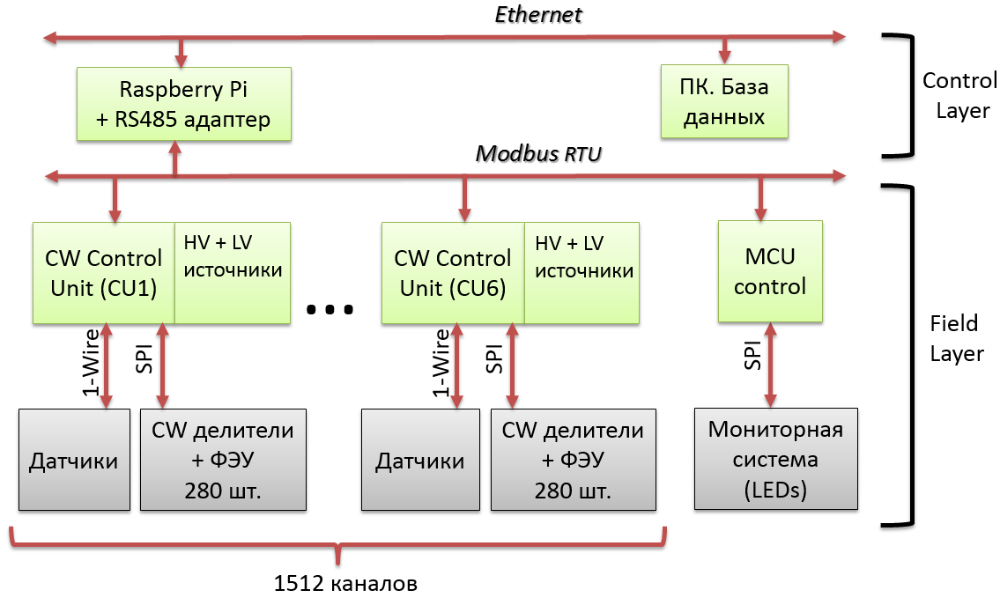 Ethernet
Raspberry Pi
+ RS485 адаптер
ПК. База
данных
Control
Layer
Modbus RTU
CW Control
Unit (CU1)
HV + LV
источники
...
CW Control
Unit (CU6)
HV + LV
источники
MCU
control
Field
Layer
1-Wire
SPI
1-Wire
SPI
SPI
Датчики
CW делители
+ ФЭУ
280 шт.
Датчики
CW делители
+ ФЭУ
280 шт.
Мониторная
система
(LEDs)
1512 каналов